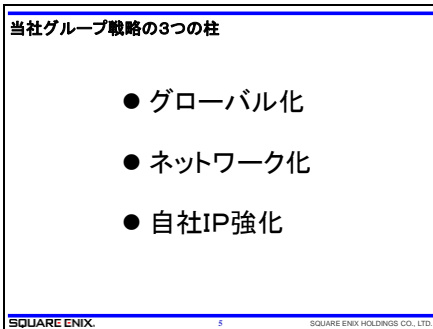 当社グループ戦略の3つの柱
● グローバル化
● ネットワーク化
● 自社IP強化
SQUARE ENIX.
5
SQUARE ENIX HOLDINGS CO., LTD.